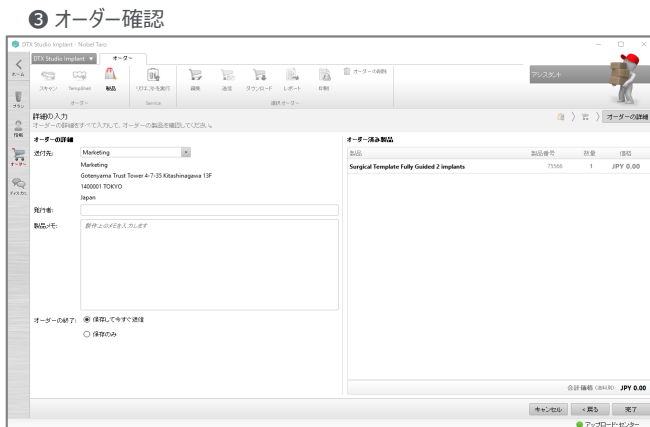 ❸ オーダー確認
DTX Studio Implant - Nobel Taro
DTX Studio Implant ▼ オーダー
ホーム
スキャン
製品
Service
編集
送信
ダウンロード
レポート
印刷
オーダーの削除
アシスタント
オーダー
選択オーダー
プラン
情報
オーダー
詳細の入力
オーダーの詳細をすべて入力して、オーダーの製品を確認してください。
オーダーの詳細
オーダーの詳細
送付先: Marketing
Marketing
Gotenyama Trust Tower 4-7-35 Kitashinagawa 13F
1400001 TOKYO
Japan
発行者:
製品メモ:
オーダーの終了: 保存して今すぐ送信
保存のみ
オーダー済み製品
製品 製品番号 数量 価格
Surgical Template Fully Guided 2 implants 75566 1 JPY 0.00
合計価格 JPY 0.00
キャンセル < 戻る 完了
アップロード・センター